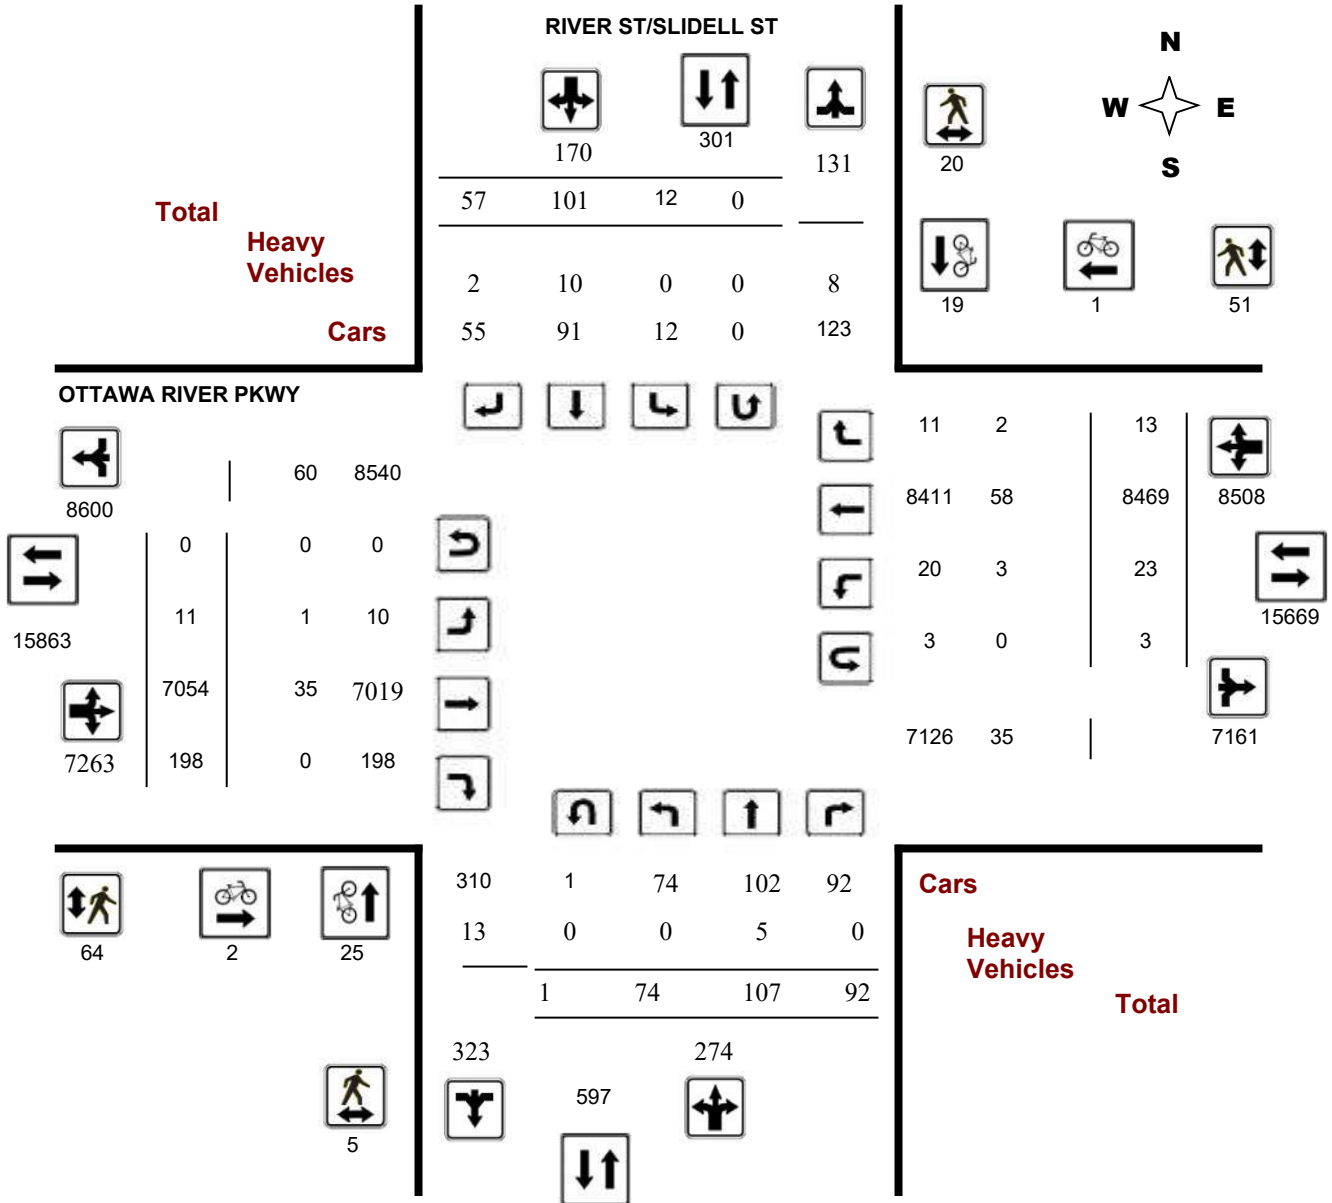 RIVER ST/SLIDELL ST
N
W E
S
170 301 131 20
57 101 12 0
Total
Heavy
Vehicles
2 10 0 0 8
Cars 55 91 12 0 123
19 1 51
OTTAWA RIVER PKWY
11 2 13
60 8540
8600
8411 58 8469 8508
0 0 0
20 3 23
11 1 10
15863
15669
3 0 3
7054 35 7019
7126 35 7161
7263 198 0 198
310 1 74 102 92
Cars
13 0 0 5 0
Heavy
Vehicles
64 2 25
1 74 107 92
Total
323 274
597
5